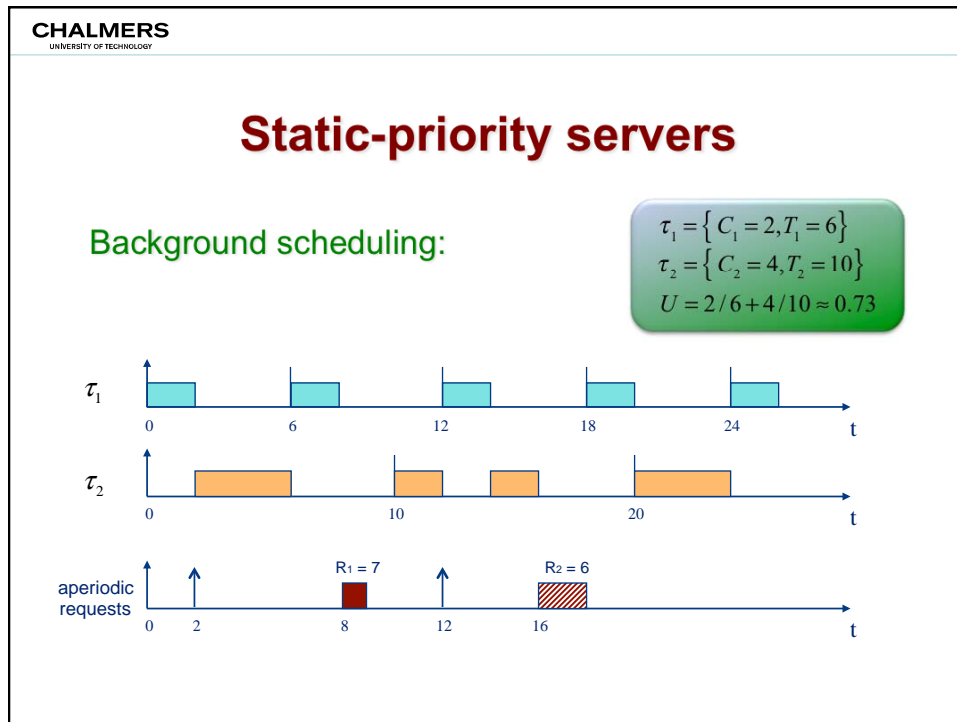 CHALMERS
UNIVERSITY OF TECHNOLOGY
Static-priority servers
Background scheduling:
τ₁ = { C₁ = 2, T₁ = 6}
τ₂ = { C₂ = 4, T₂ = 10}
U = 2 / 6 + 4 / 10 ≈ 0.73
τ₁
0 6 12 18 24 t
τ₂
0 10 20 t
R₁ = 7 R₂ = 6
aperiodic
requests
0 2 8 12 16 t